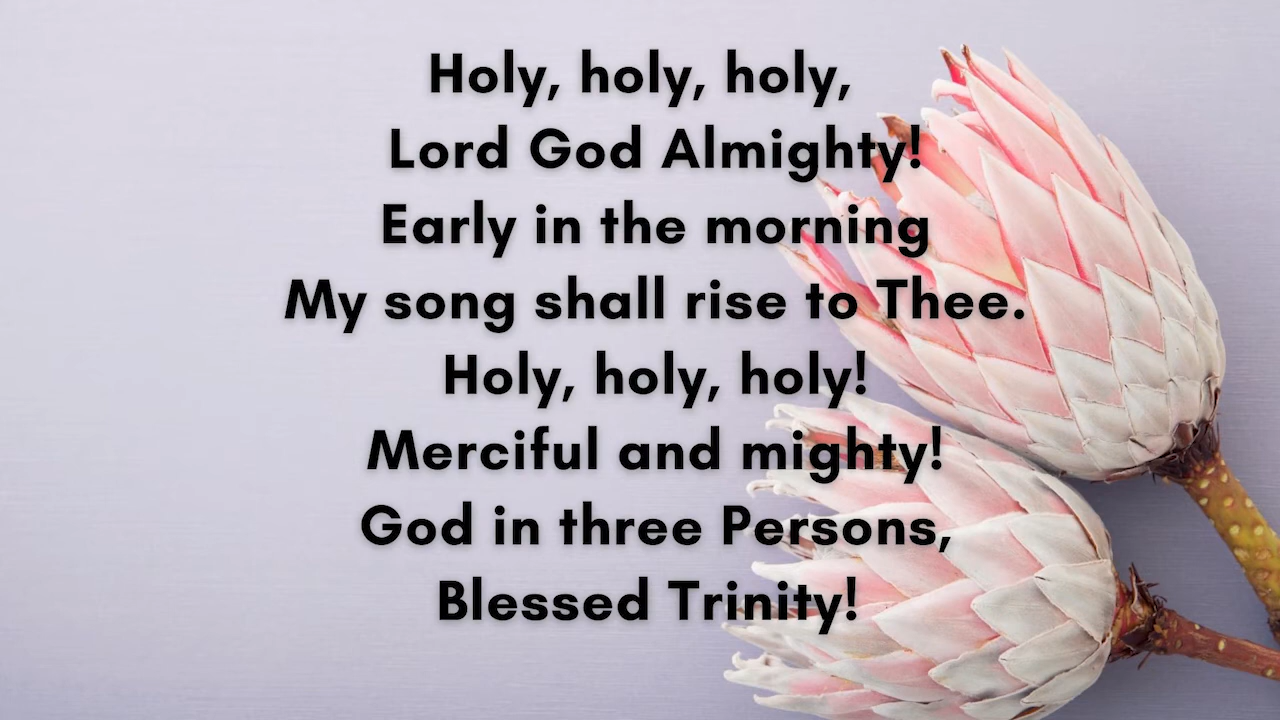 Holy, holy, holy,
Lord God Almighty!
Early in the morning
My song shall rise to Thee.
Holy, holy, holy!
Merciful and mighty!
God in three Persons,
Blessed Trinity!